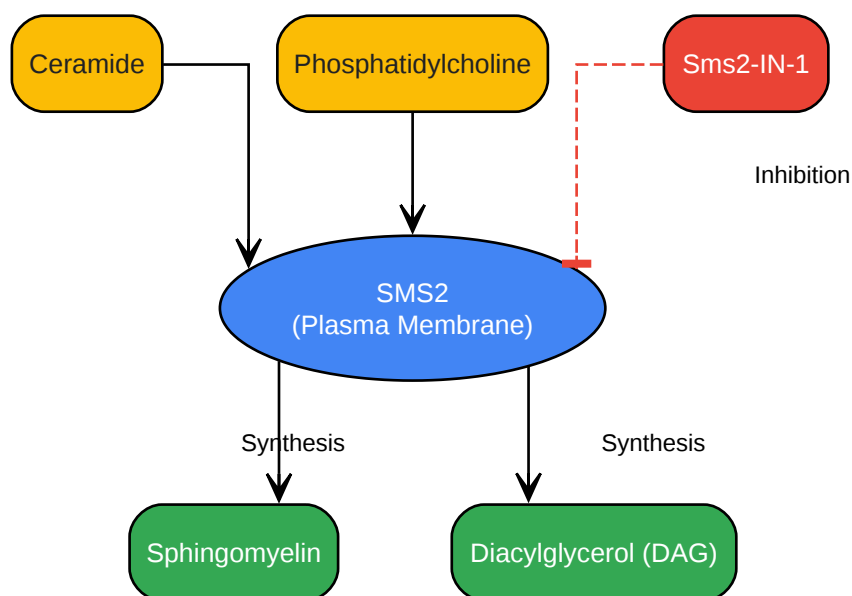 Ceramide
Phosphatidylcholine
Sms2-IN-1
Inhibition
SMS2
(Plasma Membrane)
Synthesis
Synthesis
Sphingomyelin
Diacylglycerol (DAG)